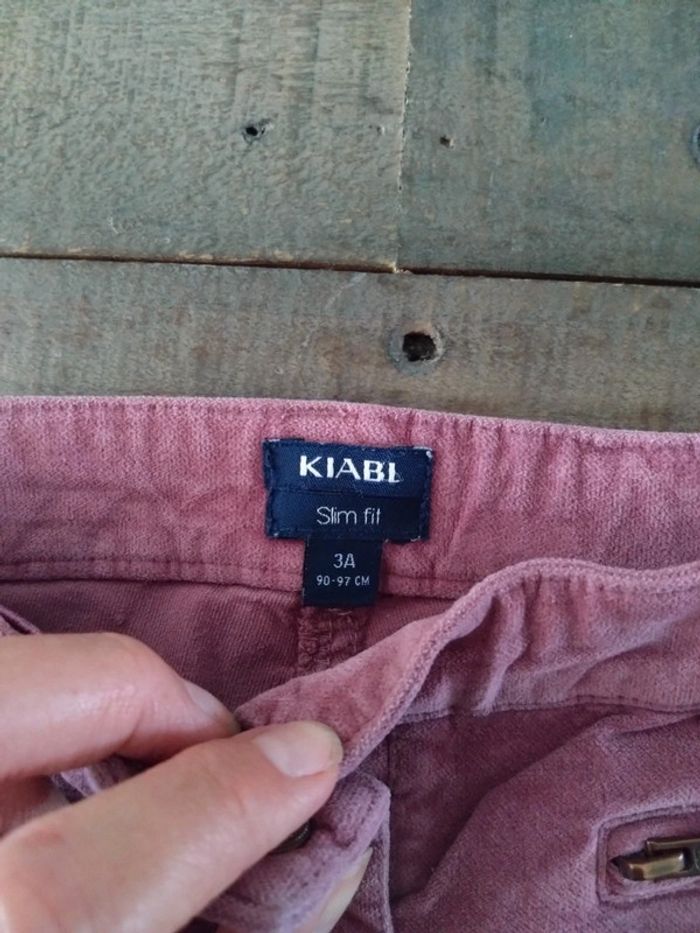 KIABI
Slim fit
3A
90-97 CM